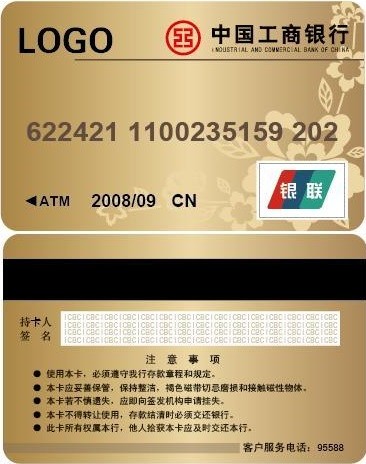 LOGO
中国工商银行
INDUSTRIAL AND COMMERCIAL BANK OF CHINA
622421 1100235159 202
◀ATM 2008/09 CN
银联
持卡人
签 名
ICBC ICBC ICBC ICBC ICBC ICBC ICBC ICBC
注 意 事 项
● 使用本卡，必须遵守我行存款章程和规定。
● 本卡应妥善保管，保持整洁，褐色磁带切忌磨损和接触磁性物体。
● 本卡若不慎遗失，应即向签发机构申请挂失。
● 本卡不得转让使用，存款结清时必须交还银行。
● 此卡所有权属本行，他人拾获本卡应及时交还本行。
客户服务电话：95588